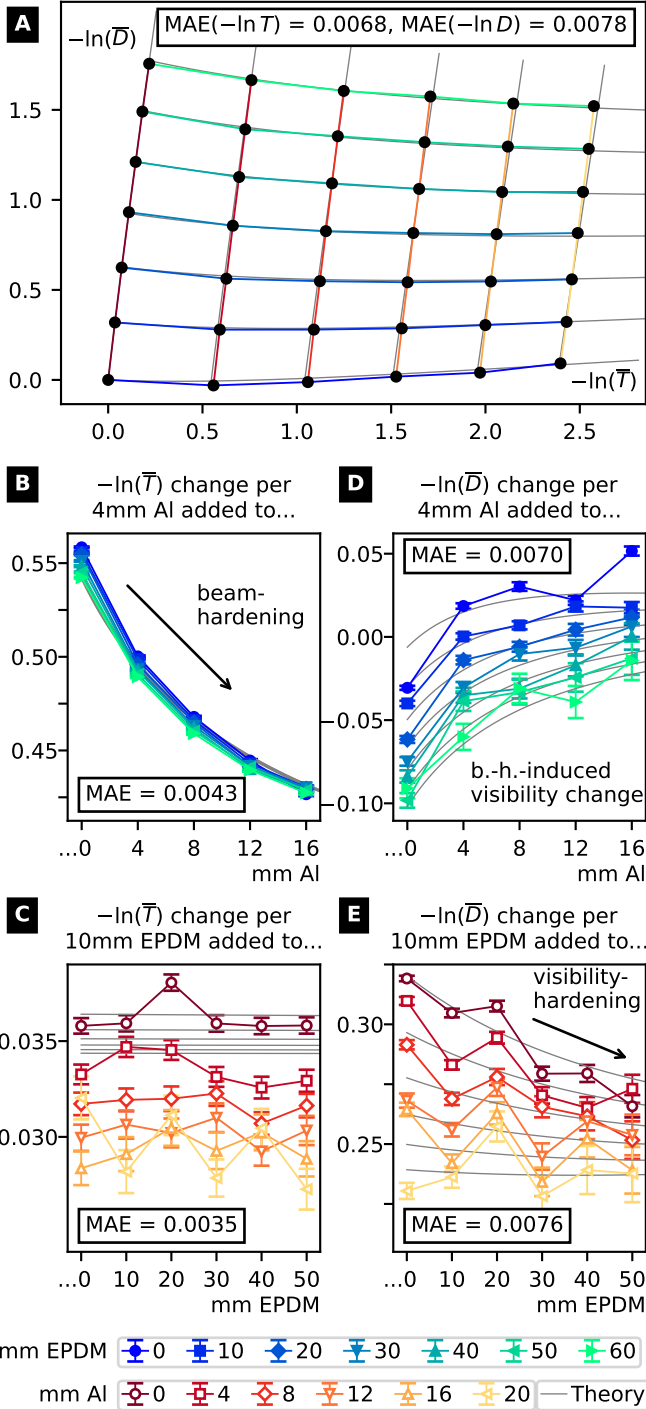 A
−ln(D̅)
MAE(−lnT) = 0.0068, MAE(−lnD) = 0.0078
1.5
1.0
0.5
0.0
−ln(T̅)
0.0 0.5 1.0 1.5 2.0 2.5
B
−ln(T̅) change per
4mm Al added to...
0.55
0.50
0.45
beam-
hardening
MAE = 0.0043
...0 4 8 12 16
mm Al
D
−ln(D̅) change per
4mm Al added to...
0.05
0.00
−0.05
−0.10
MAE = 0.0070
b.-h.-induced
visibility change
...0 4 8 12 16
mm Al
C
−ln(T̅) change per
10mm EPDM added to...
0.035
0.030
MAE = 0.0035
...0 10 20 30 40 50
mm EPDM
E
−ln(D̅) change per
10mm EPDM added to...
visibility-
hardening
0.30
0.25
MAE = 0.0076
...0 10 20 30 40 50
mm EPDM
mm EPDM 0 10 20 30 40 50 60
mm Al 0 4 8 12 16 20 Theory